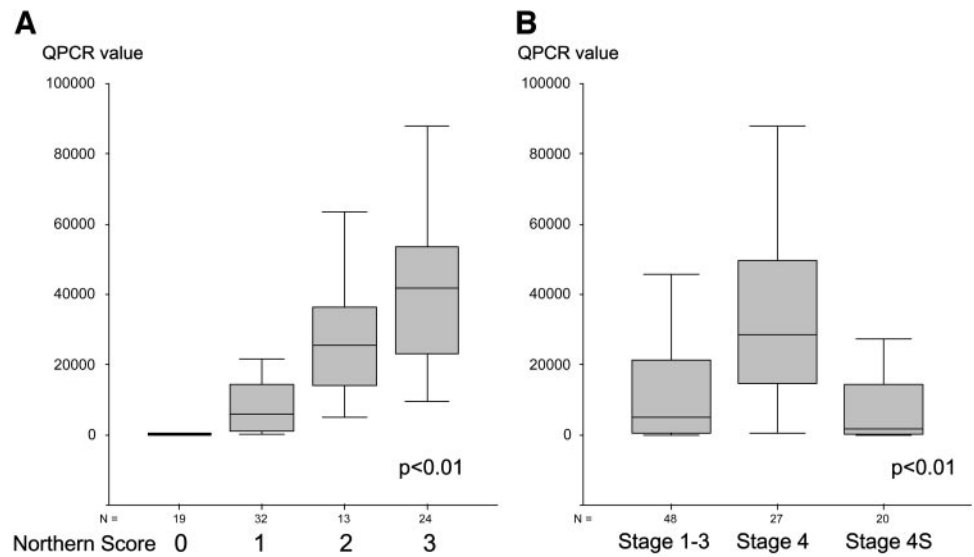 A
QPCR value
100000
80000
60000
40000
20000
0
p<0.01
N = 19 32 13 24
Northern Score 0 1 2 3
B
QPCR value
100000
80000
60000
40000
20000
0
p<0.01
N = 48 27 20
Stage 1-3 Stage 4 Stage 4S